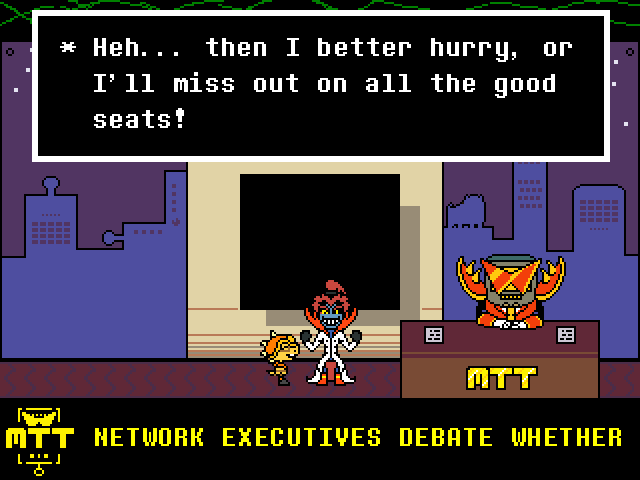 * Heh... then I better hurry, or
I'll miss out on all the good
seats!
MTT
MTT NETWORK EXECUTIVES DEBATE WHETHER